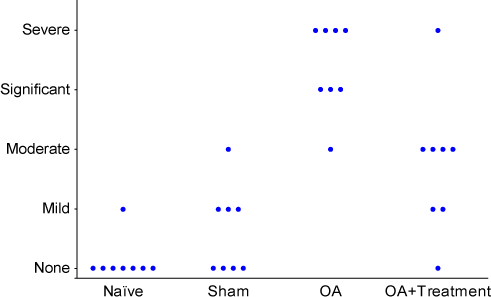 Severe
Significant
Moderate
Mild
None
Naïve Sham OA OA+Treatment